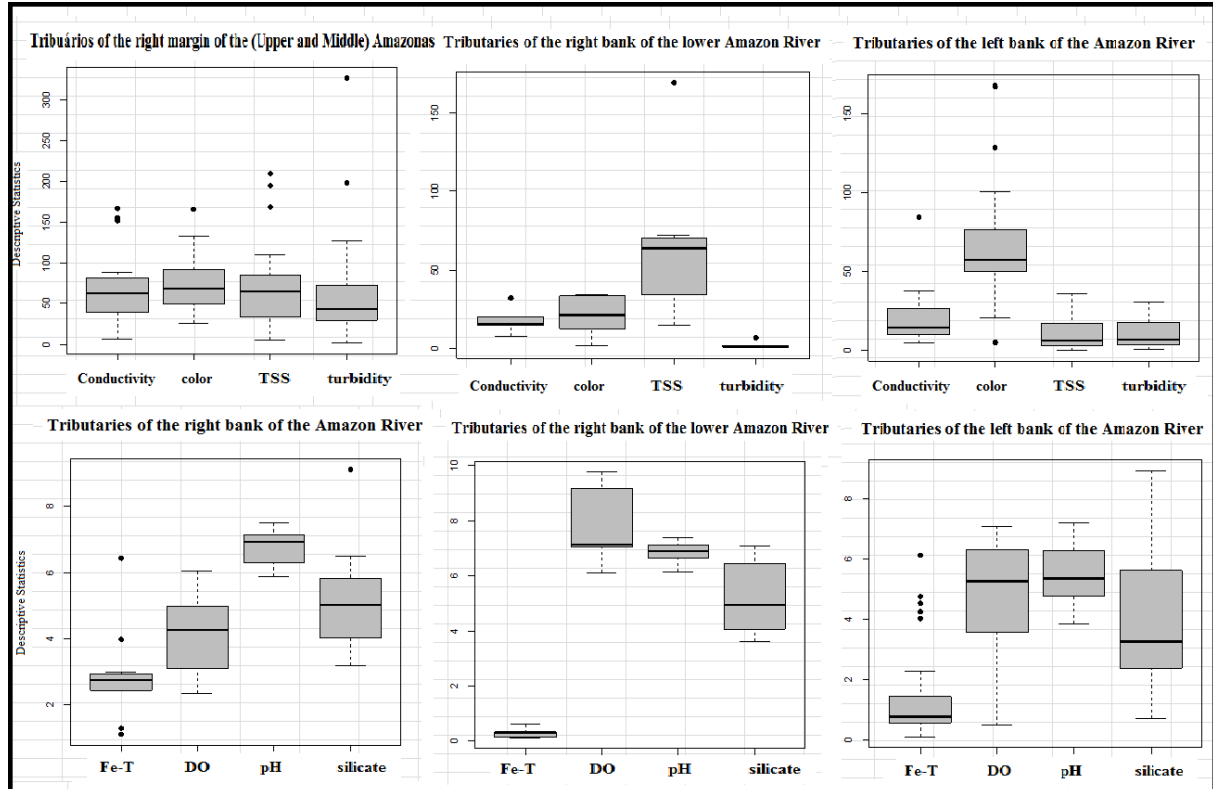 Tribuários of the right margin of the (Upper and Middle) Amazonas
Tributaries of the right bank of the lower Amazon River
Tributaries of the left bank of the Amazon River
Descriptive Statistics
300
250
200
150
100
50
0
Conductivity color TSS turbidity
150
100
50
0
Conductivity color TSS turbidity
150
100
50
0
Conductivity color TSS turbidity
Tributaries of the right bank of the Amazon River
Tributaries of the right bank of the lower Amazon River
Tributaries of the left bank of the Amazon River
Descriptive Statistics
8
6
4
2
Fe-T DO pH silicate
10
8
6
4
2
0
Fe-T DO pH silicate
8
6
4
2
0
Fe-T DO pH silicate